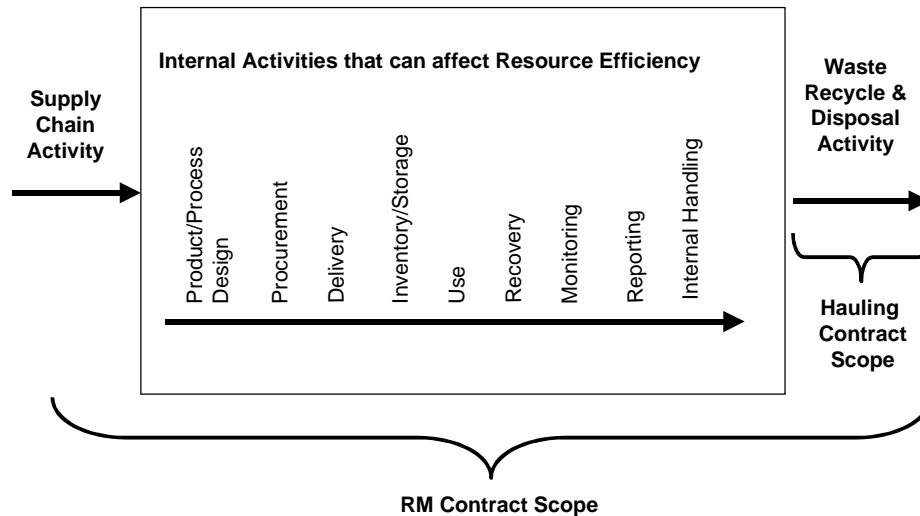 Internal Activities that can affect Resource Efficiency
Supply
Chain
Activity
Product/Process
Design
Procurement
Delivery
Inventory/Storage
Use
Recovery
Monitoring
Reporting
Internal Handling
Waste
Recycle &
Disposal
Activity
Hauling
Contract
Scope
RM Contract Scope